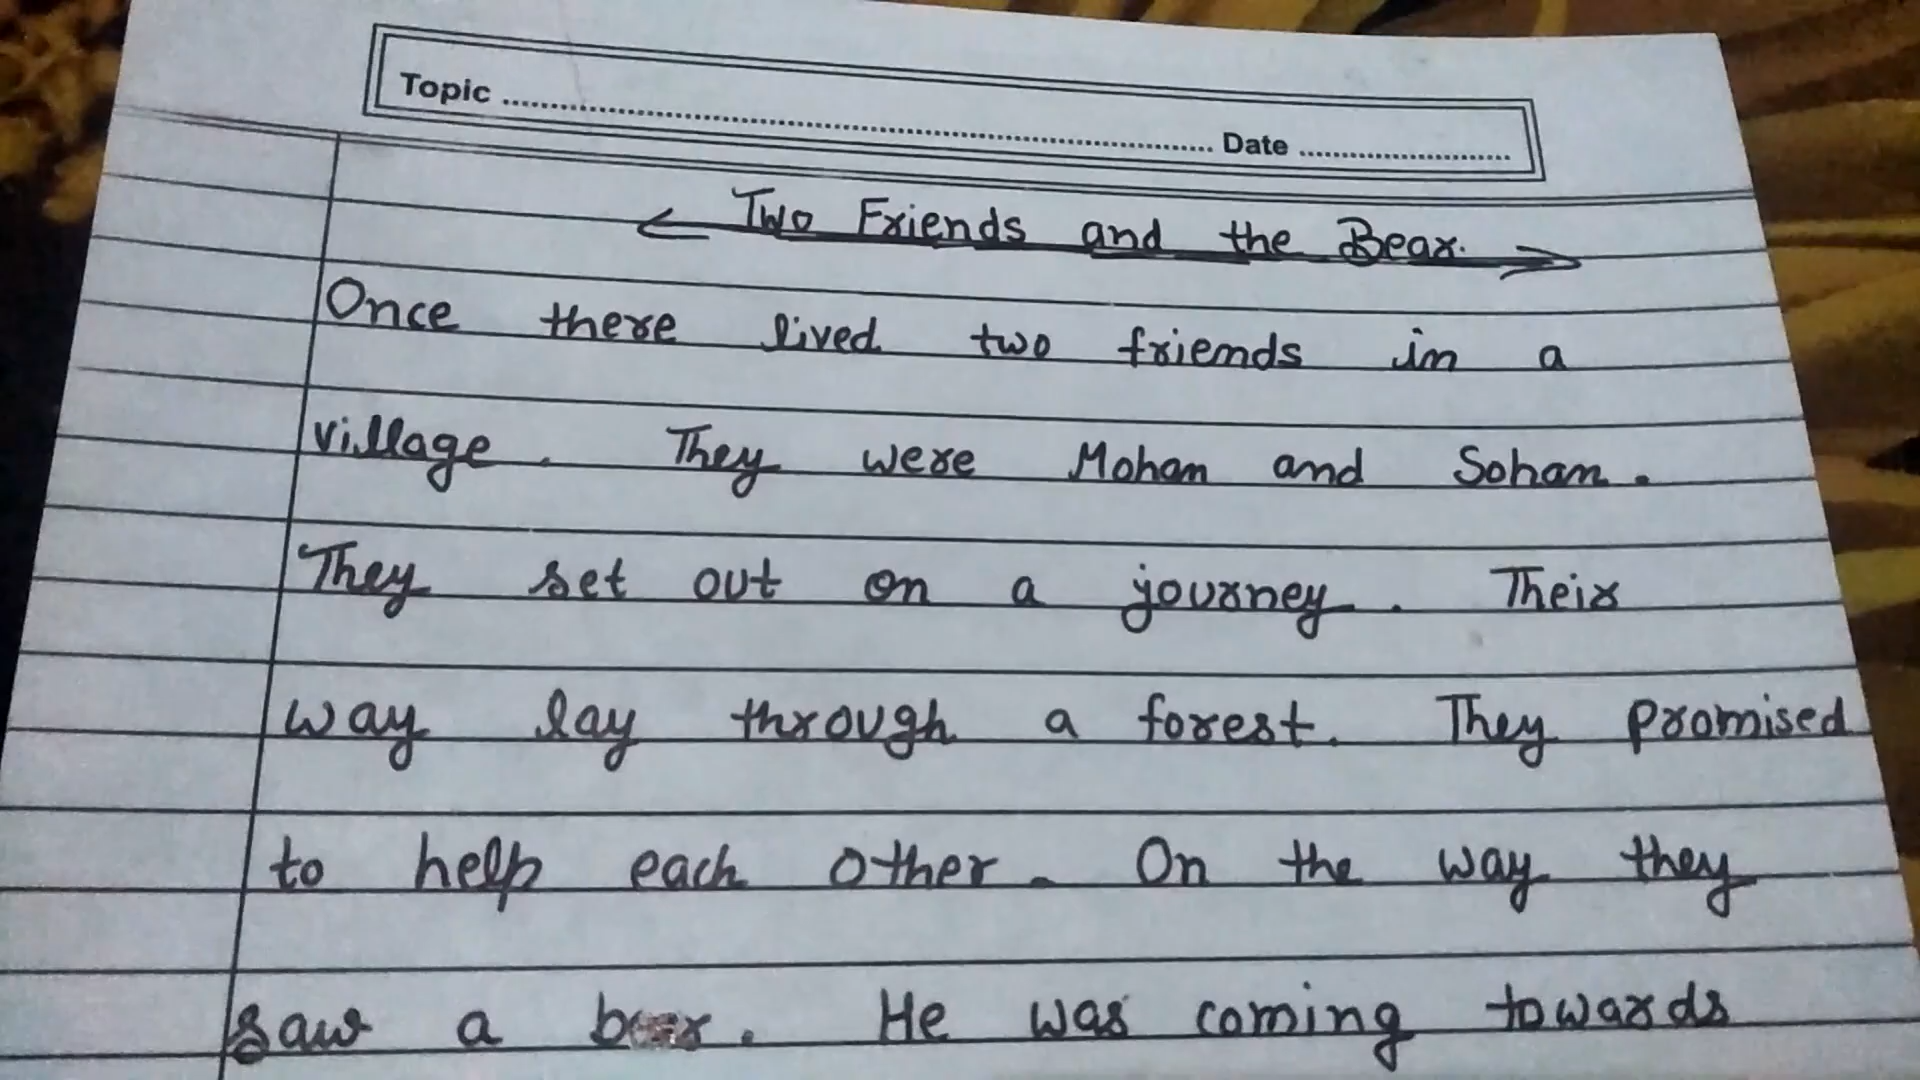 Topic ........................ Date ............
Two Friends and the Bear.
Once there lived two friends in a
village. They were Mohan and Sohan.
They set out on a journey. Their
way lay through a forest. They promised
to help each other. On the way they
saw a . He was coming towards